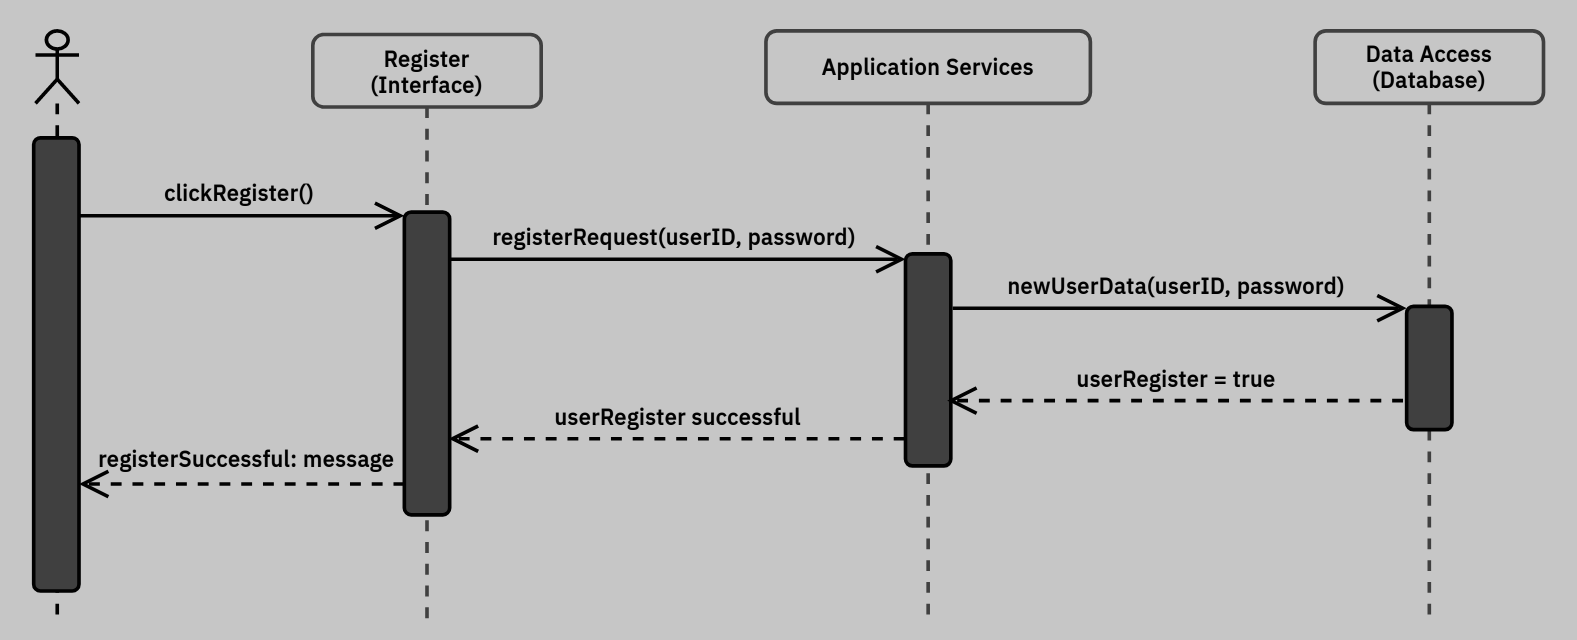 Register
(Interface)
Application Services
Data Access
(Database)
clickRegister()
registerRequest(userID, password)
newUserData(userID, password)
userRegister = true
userRegister successful
registerSuccessful: message